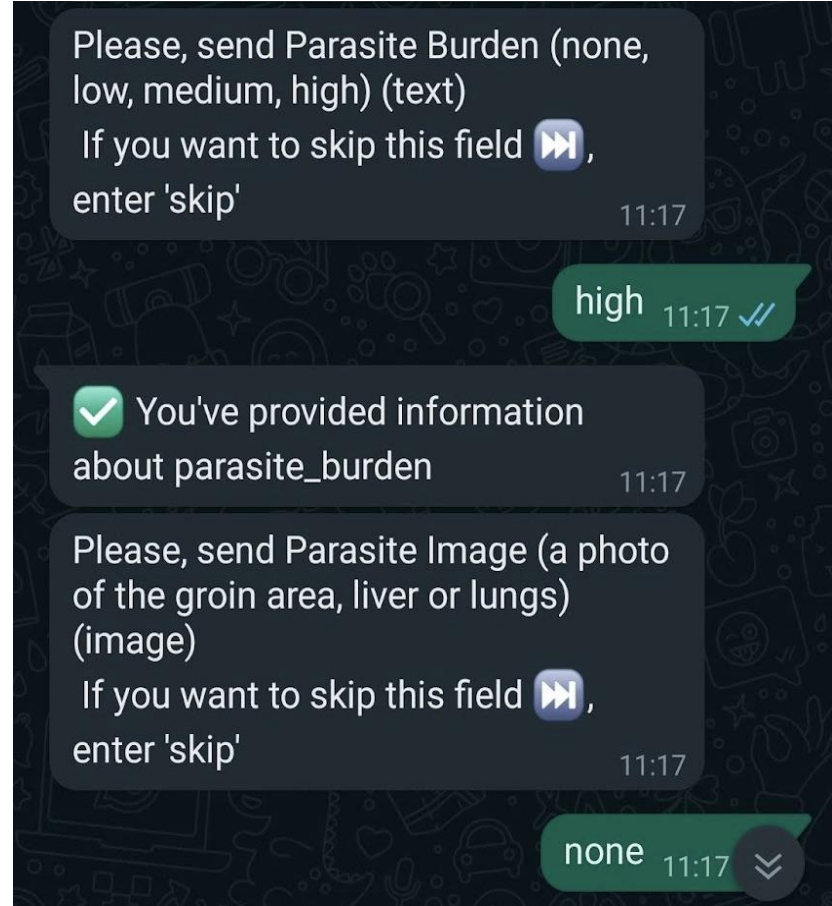 Please, send Parasite Burden (none,
low, medium, high) (text)
If you want to skip this field ⏭️,
enter 'skip'
11:17
high 11:17
✅ You've provided information
about parasite_burden
11:17
Please, send Parasite Image (a photo
of the groin area, liver or lungs)
(image)
If you want to skip this field ⏭️,
enter 'skip'
11:17
none 11:17